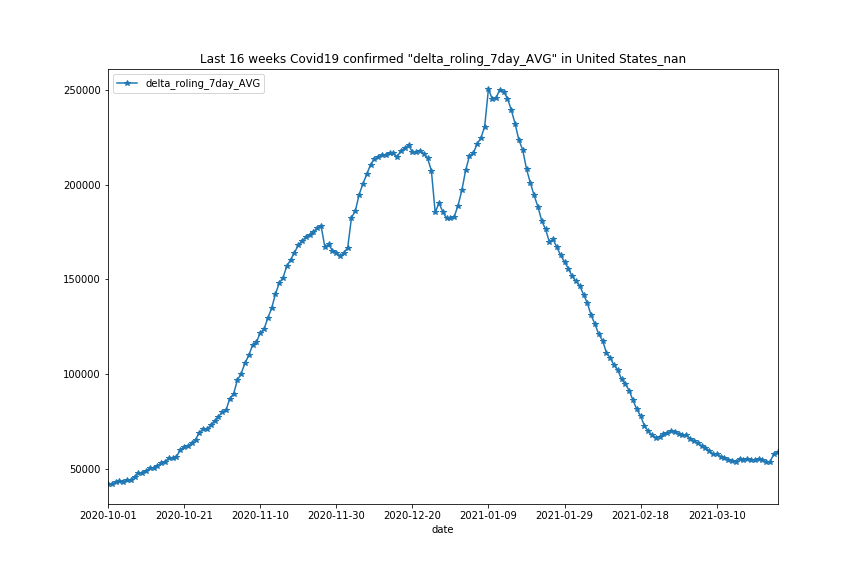 Last 16 weeks Covid19 confirmed "delta_roling_7day_AVG" in United States_nan
delta_roling_7day_AVG
250000
200000
150000
100000
50000
2020-10-01 2020-10-21 2020-11-10 2020-11-30 2020-12-20 2021-01-09 2021-01-29 2021-02-18 2021-03-10
date